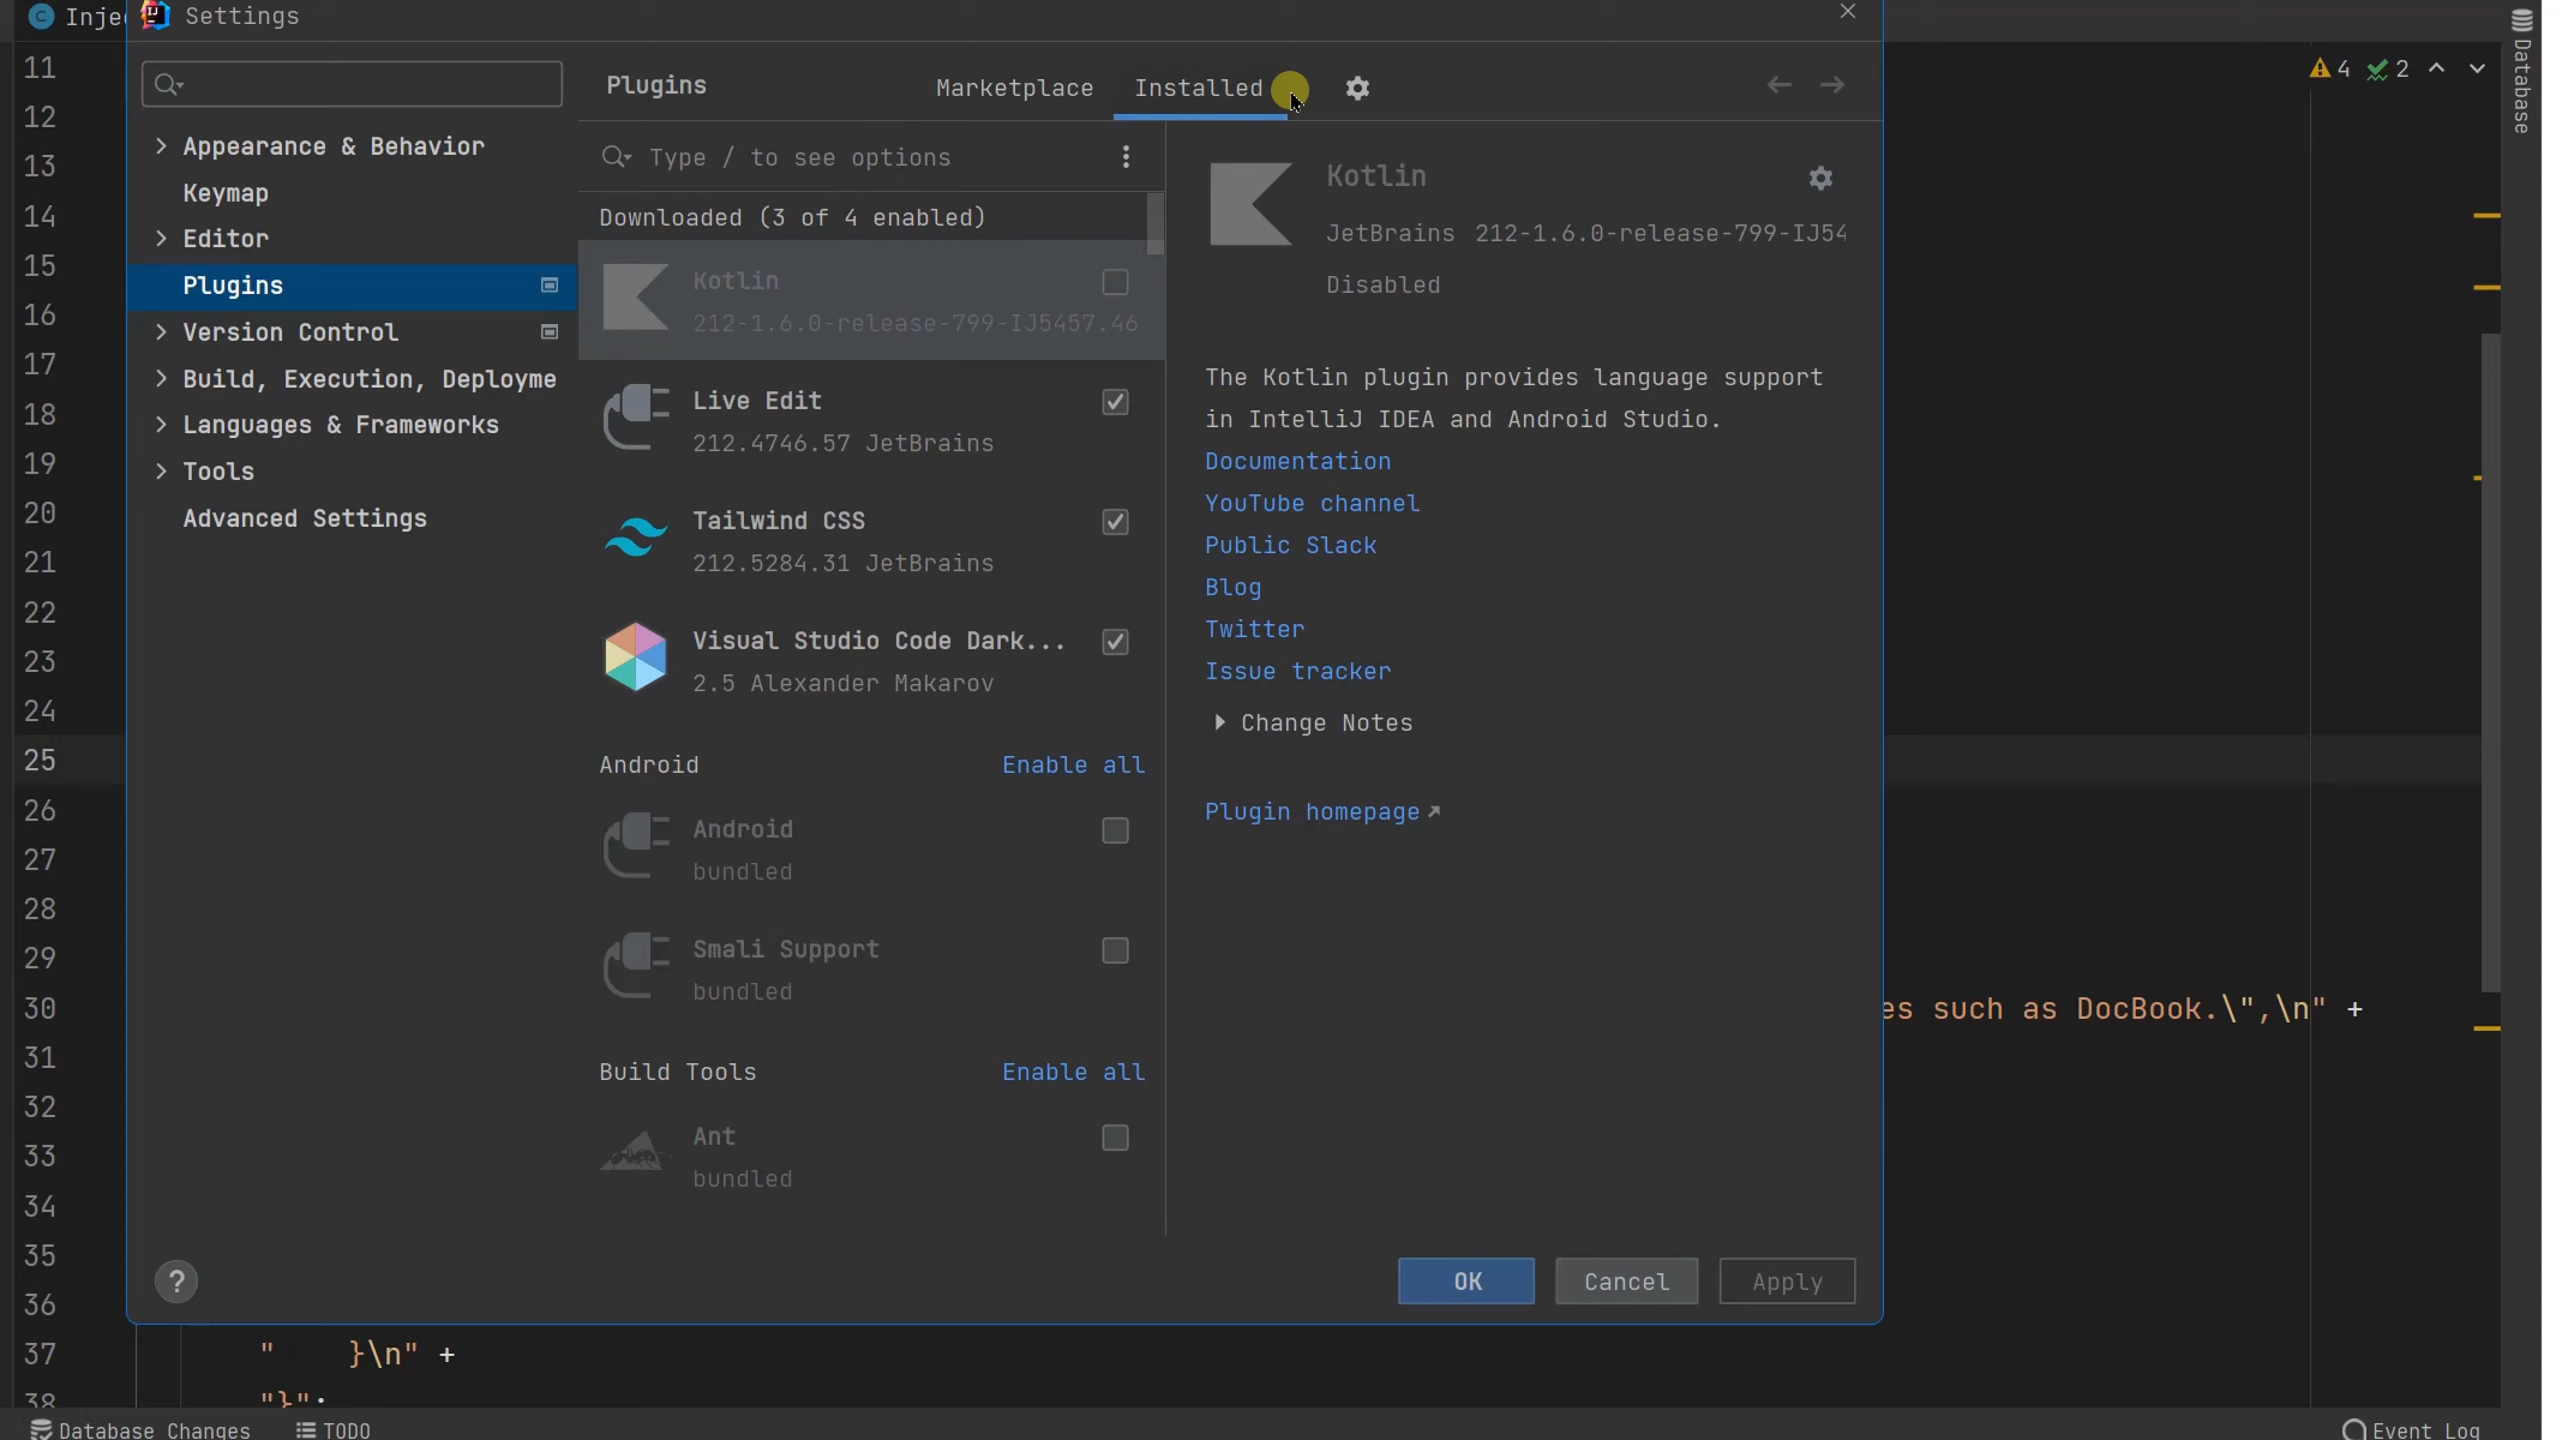 Inje
Settings
11
12
13
14
15
16
17
18
19
20
21
22
23
24
25
26
27
28
29
30
31
32
33
34
35
36
37
38
Appearance & Behavior
Keymap
Editor
Plugins
Version Control
Build, Execution, Deployme
Languages & Frameworks
Tools
Advanced Settings
?
Plugins
Marketplace
Installed
Type / to see options
Downloaded (3 of 4 enabled)
Kotlin
212-1.6.0-release-799-IJ5457.46
Live Edit
212.4746.57 JetBrains
Tailwind CSS
212.5284.31 JetBrains
Visual Studio Code Dark...
2.5 Alexander Makarov
Android Enable all
Android
bundled
Smali Support
bundled
Build Tools Enable all
Ant
bundled
Kotlin
JetBrains 212-1.6.0-release-799-IJ54
Disabled
The Kotlin plugin provides language support
in IntelliJ IDEA and Android Studio.
Documentation
YouTube channel
Public Slack
Blog
Twitter
Issue tracker
Change Notes
Plugin homepage
OK
Cancel
Apply
4 2
Database
es such as DocBook.\",\n" +
"    }\n" +
"}";
Database Changes
TODO
Event Log